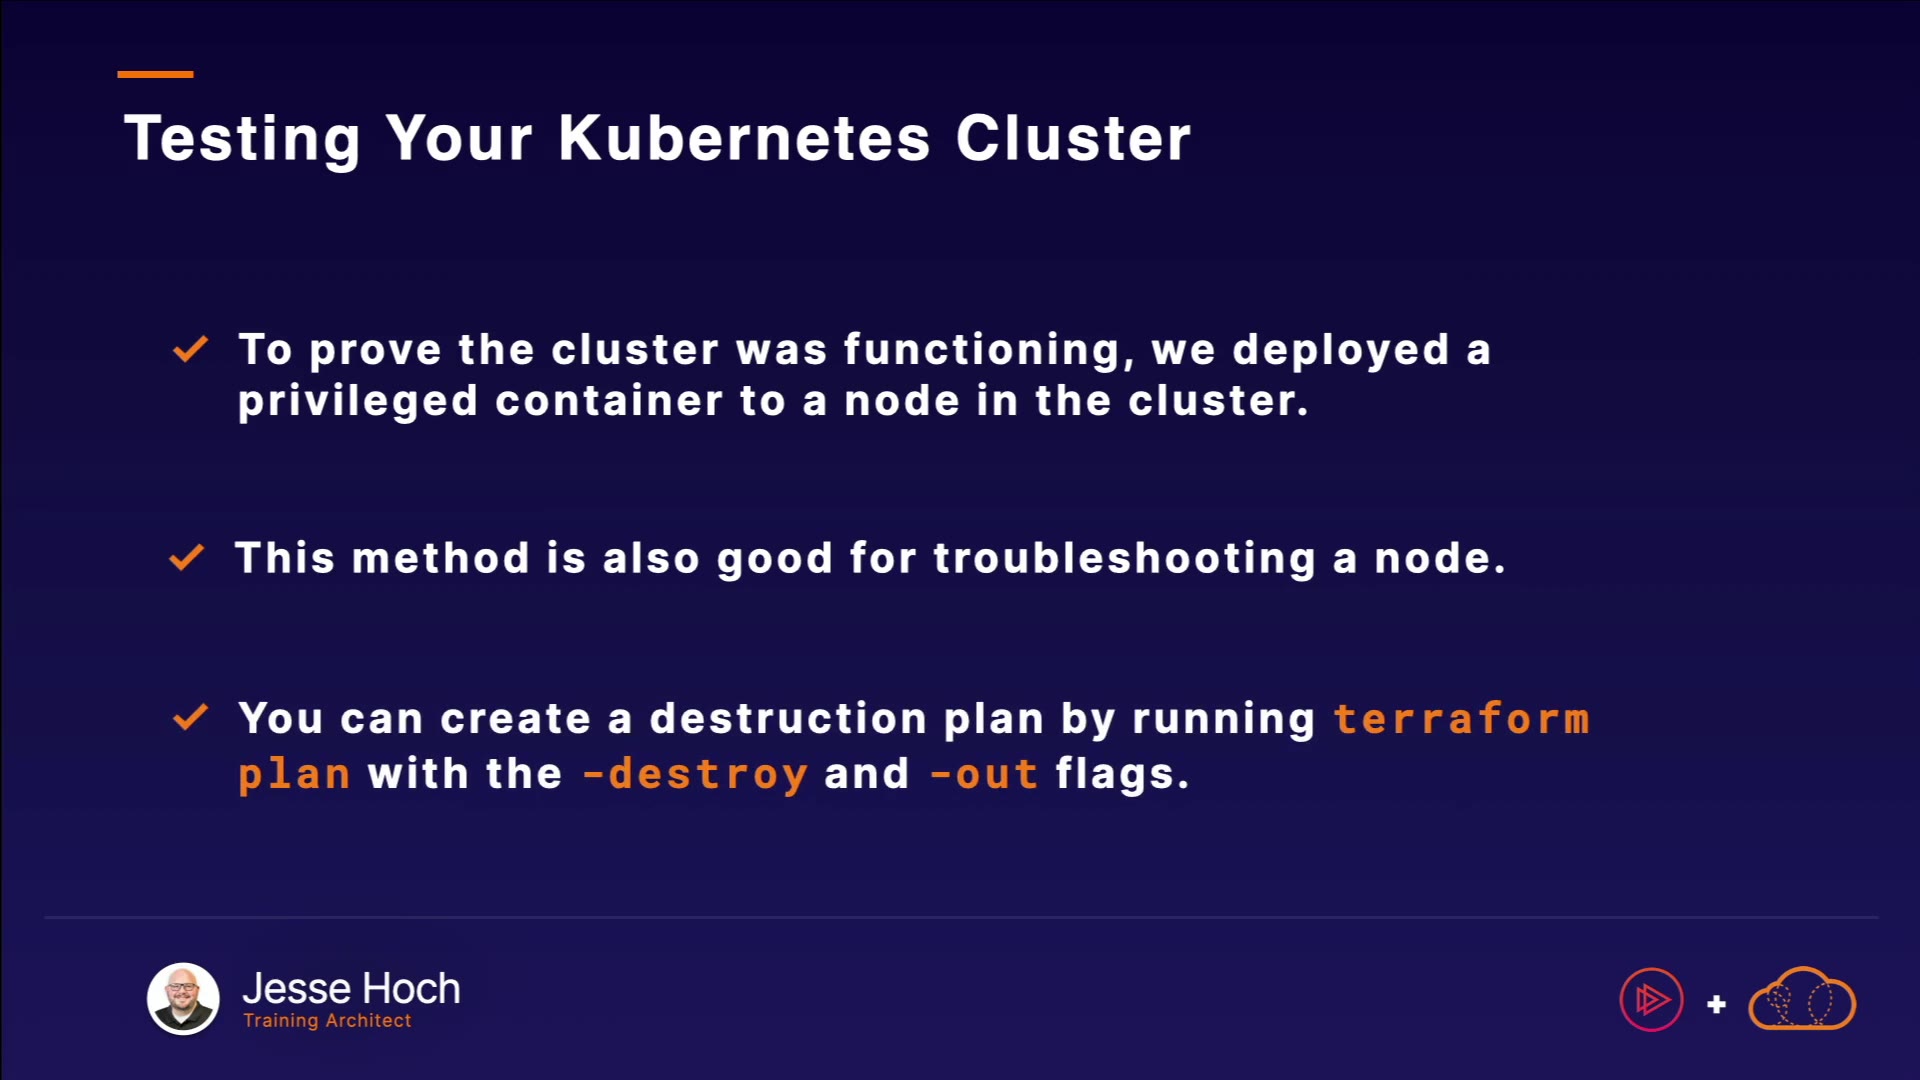 Testing Your Kubernetes Cluster
To prove the cluster was functioning, we deployed a
privileged container to a node in the cluster.
This method is also good for troubleshooting a node.
You can create a destruction plan by running terraform
plan with the -destroy and -out flags.
Jesse Hoch
Training Architect
+